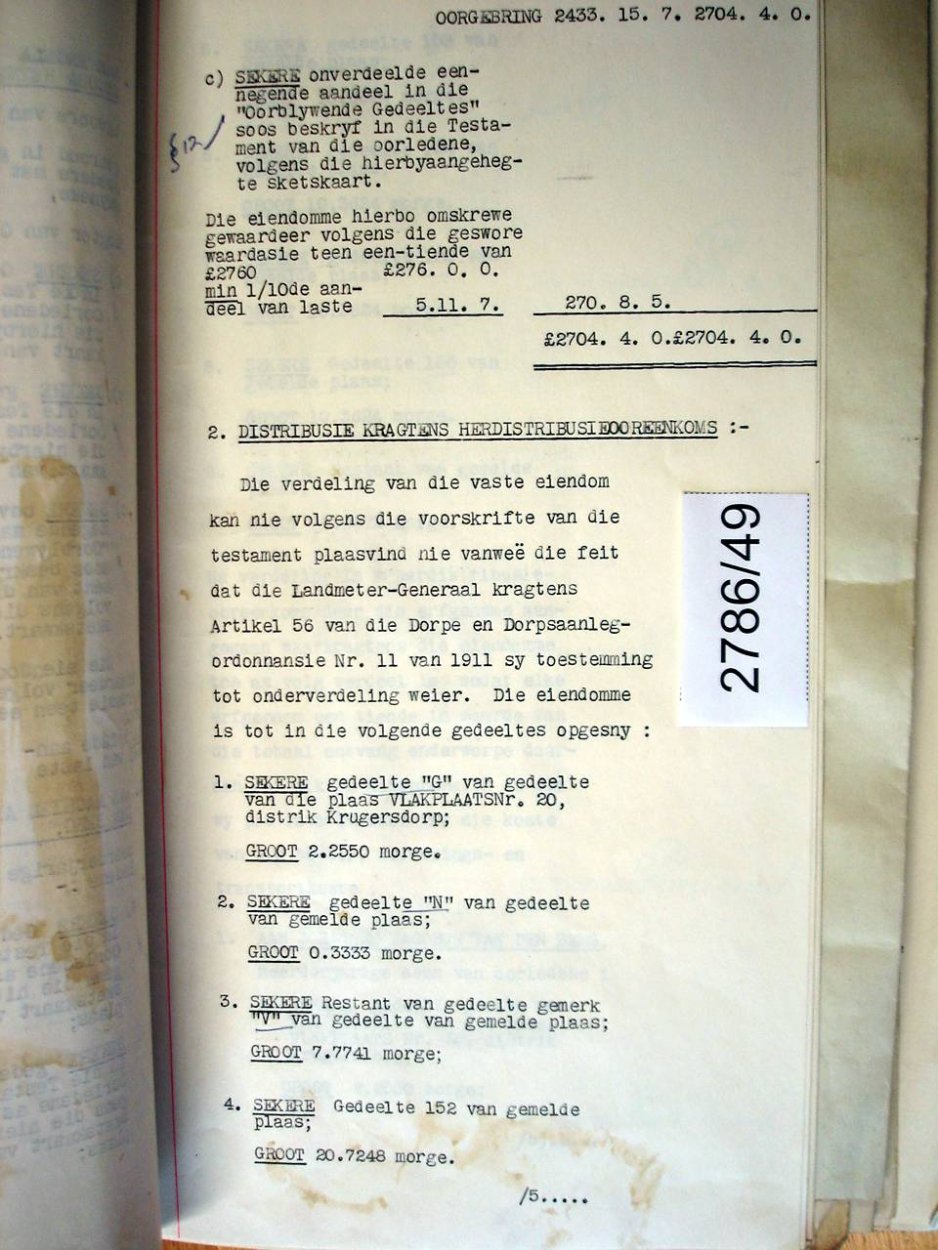 OORGEBRING 2433. 15. 7. 2704. 4. 0.
c) SEKERE onverdeelde een-
negende aandeel in die
"Oorblywende Gedeeltes"
soos beskryf in die Testa-
ment van die oorledene,
volgens die hierbyaangeheg-
te sketskaart.
Die eiendomme hierbo omskrewe
gewaardeer volgens die geswore
waardasie teen een-tiende van
£2760 £276. 0. 0.
min 1/10de aan-
deel van laste 5.11. 7. 270. 8. 5.
£2704. 4. 0.£2704. 4. 0.
2. DISTRIBUSIE KRAGTENS HERDISTRIBUSIEOOREENKOMS :-
Die verdeling van die vaste eiendom
kan nie volgens die voorskrifte van die
testament plaasvind nie vanweë die feit
dat die Landmeter-Generaal kragtens
Artikel 56 van die Dorpe en Dorpsaanleg-
ordonnansie Nr. 11 van 1911 sy toestemming
tot onderverdeling weier. Die eiendomme
is tot in die volgende gedeeltes opgesny :
1. SEKERE gedeelte "G" van gedeelte
van die plaas VLAKPLAATSNr. 20,
distrik Krugersdorp;
GROOT 2.2550 morge.
2. SEKERE gedeelte "N" van gedeelte
van gemelde plaas;
GROOT 0.3333 morge.
3. SEKERE Restant van gedeelte gemerk
"V" van gedeelte van gemelde plaas;
GROOT 7.7741 morge;
4. SEKERE Gedeelte 152 van gemelde
plaas;
GROOT 20.7248 morge.
/5.....
2786/49